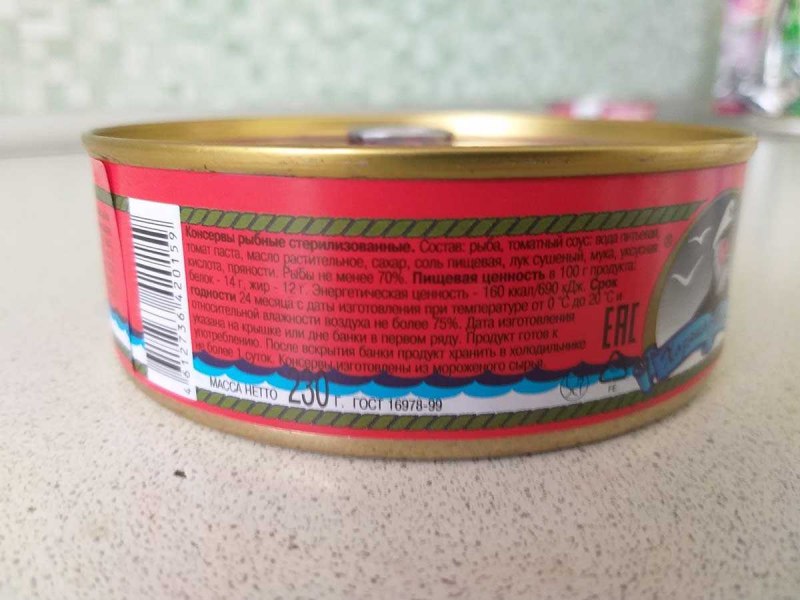 Консервы рыбные стерилизованные. Состав: рыба, томатный соус: вода питьевая,
томат паста, масло растительное, сахар, соль пищевая, лук сушеный, мука, уксусная
кислота, пряности. Рыбы не менее 70%. Пищевая ценность в 100 г продукта:
белок - 14 г, жир - 12 г. Энергетическая ценность - 160 ккал/690 кДж. Срок
годности 24 месяца с даты изготовления при температуре от 0 °С до 20 °С и
относительной влажности воздуха не более 75%. Дата изготовления
указана на крышке или дне банки в первом ряду. Продукт готов к
употреблению. После вскрытия банки продукт хранить в холодильнике
не более 1 суток. Консервы изготовлены из мороженого сырья
EAC
МАССА НЕТТО 230 г. ГОСТ 16978-99
FE
4612736420159